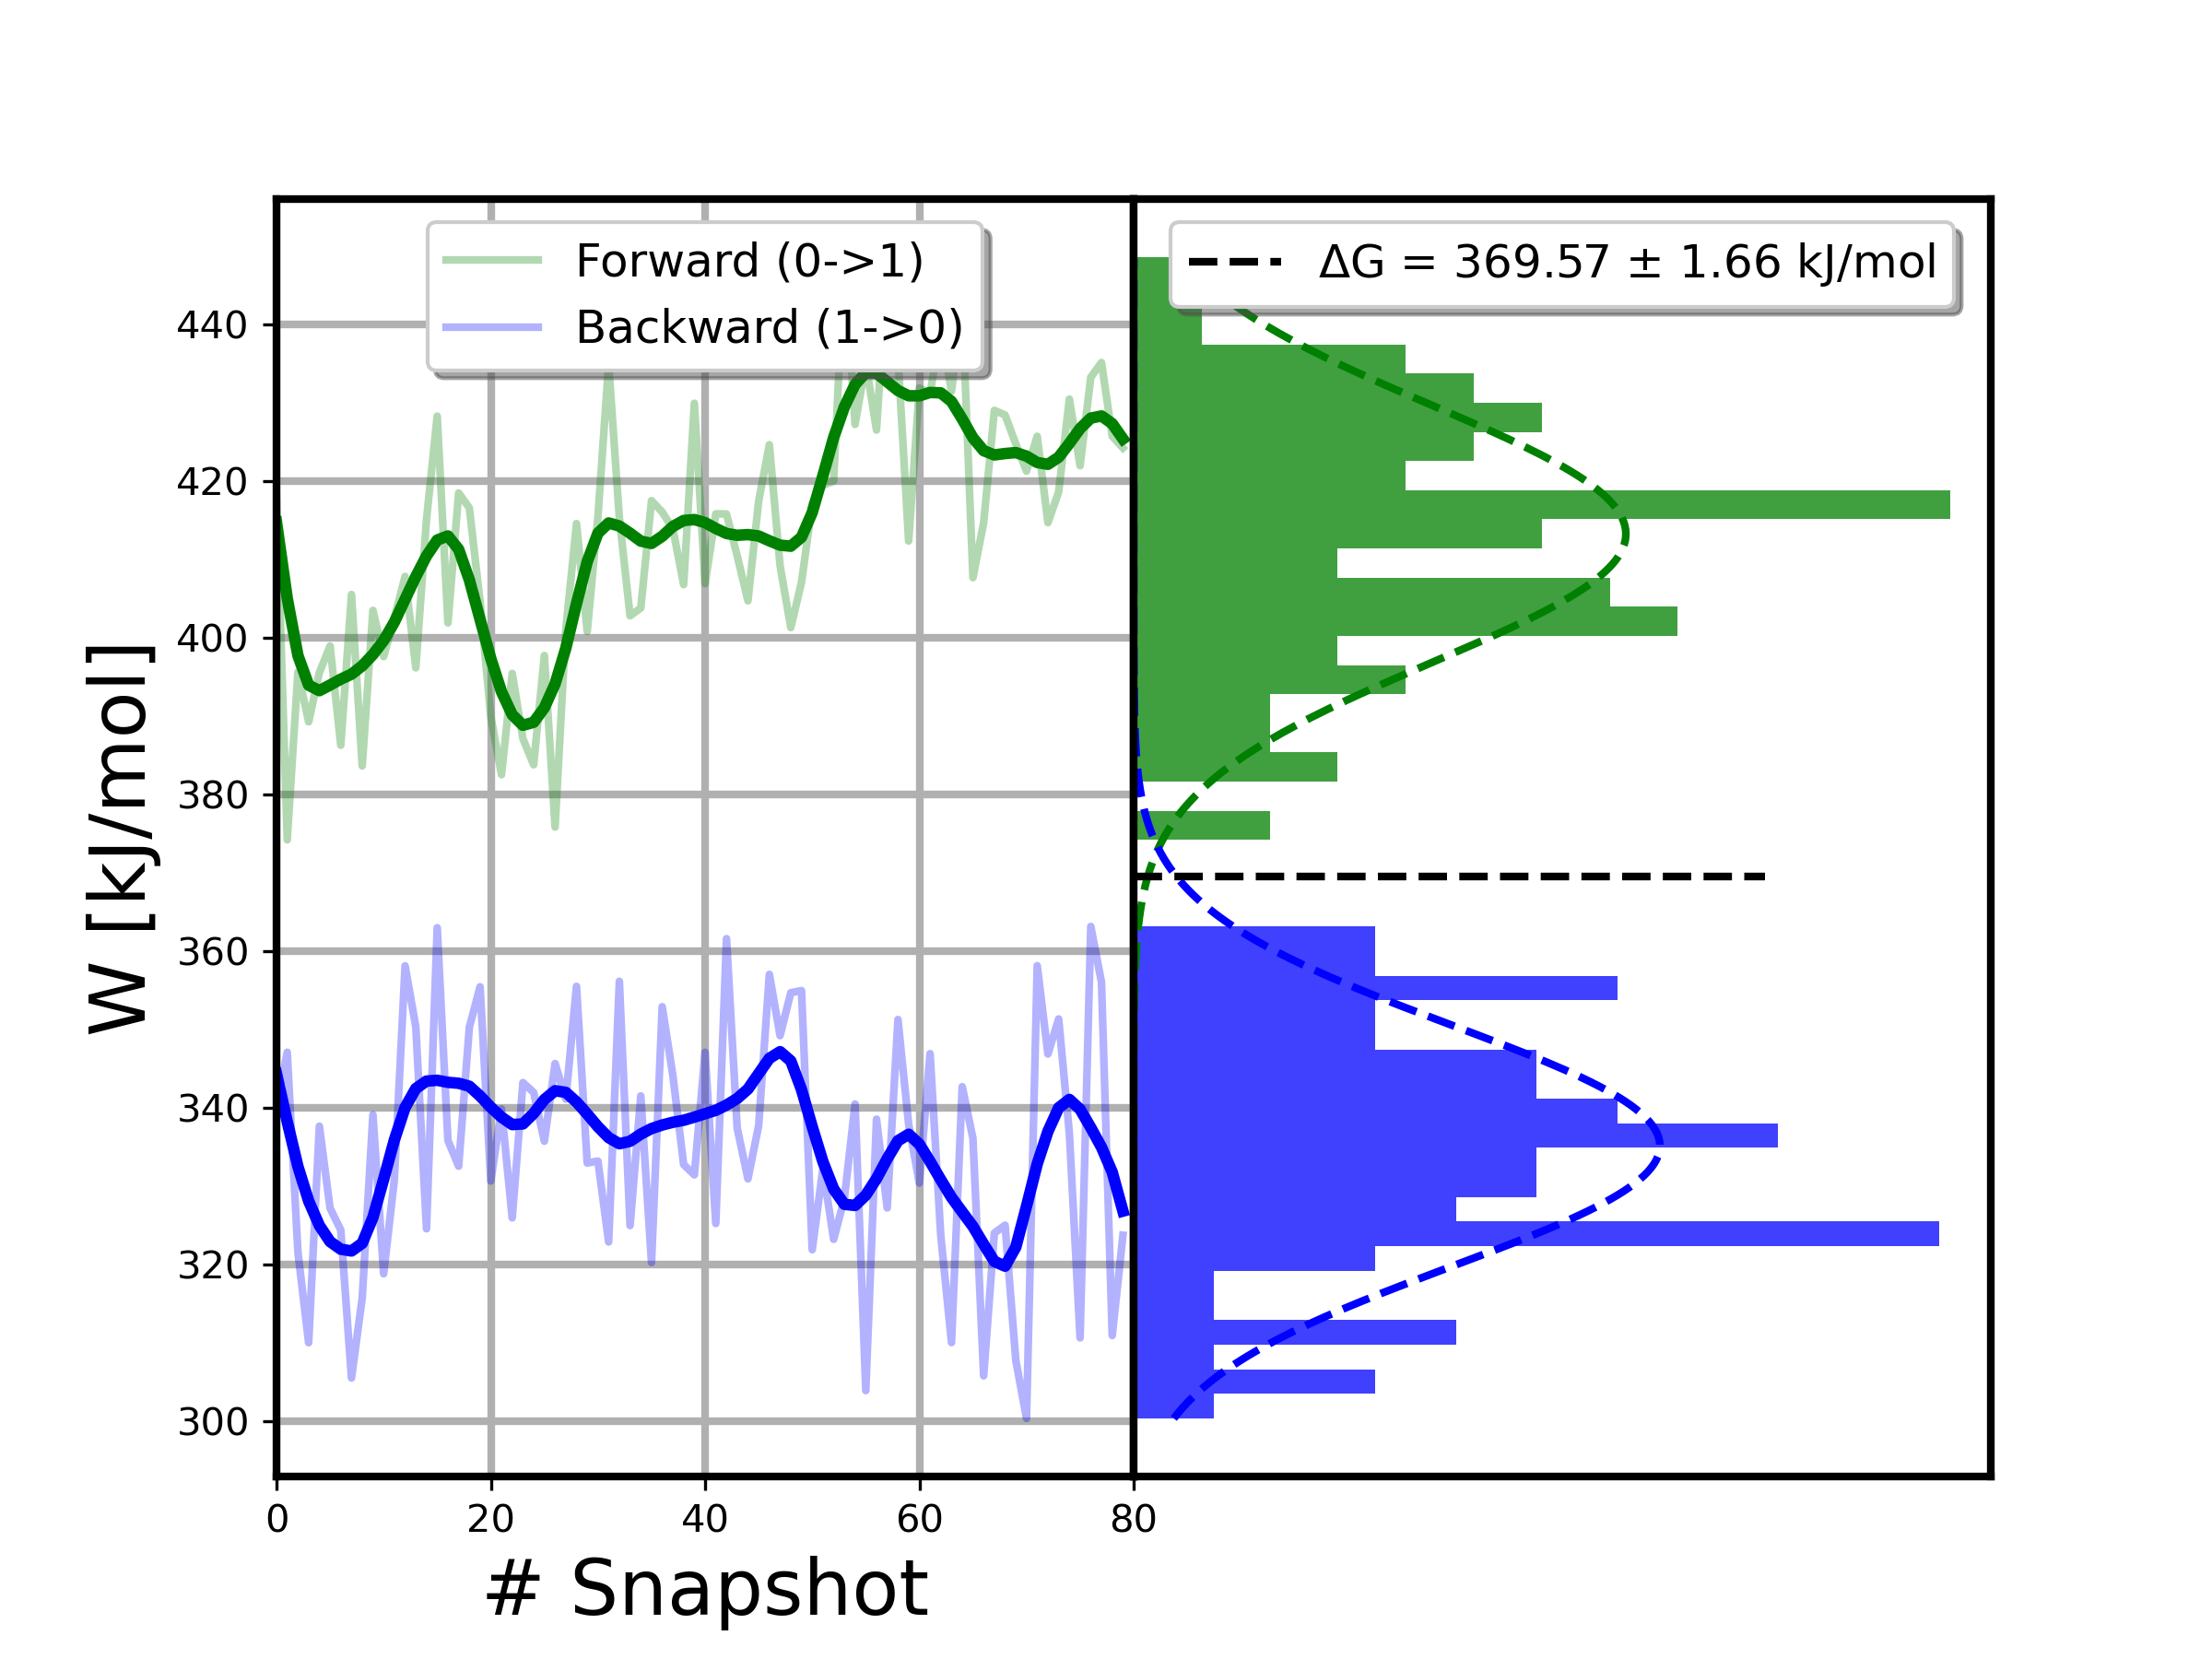 Forward (0->1)
Backward (1->0)
ΔG = 369.57 ± 1.66 kJ/mol
W [kJ/mol]
440
420
400
380
360
340
320
300
0 20 40 60 80
# Snapshot